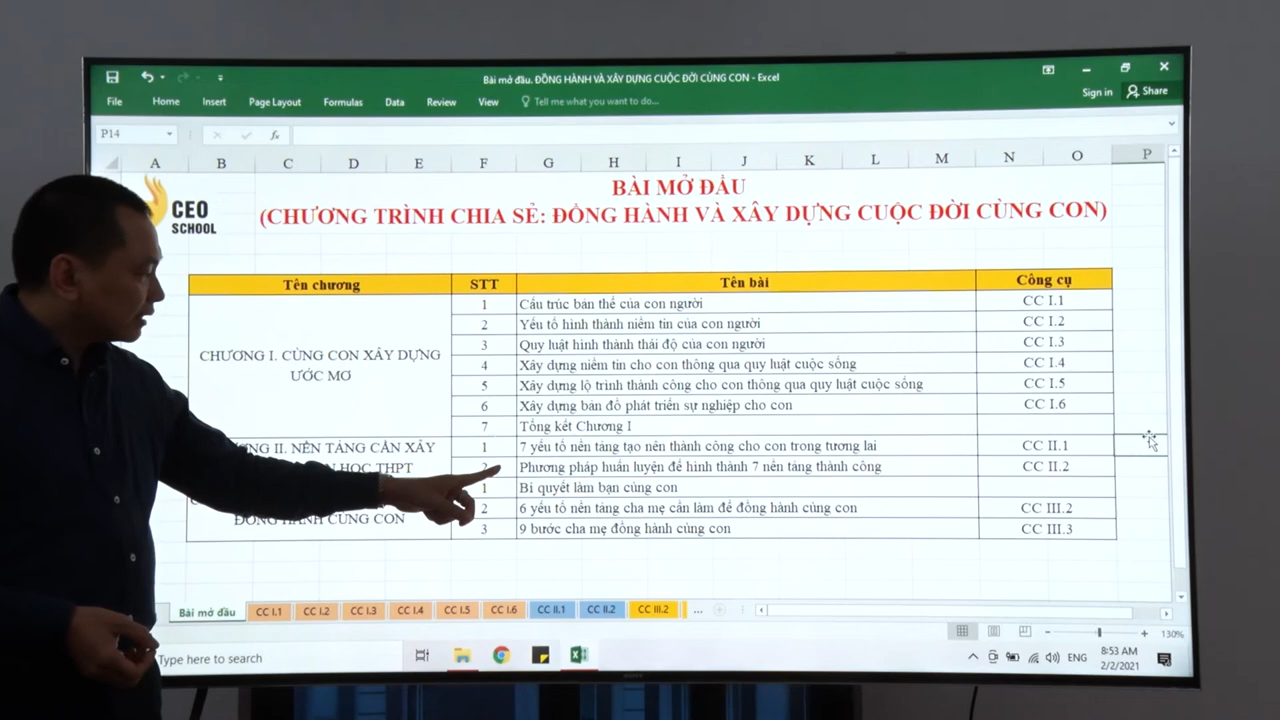 Bài mở đầu. ĐỒNG HÀNH VÀ XÂY DỰNG CUỘC ĐỜI CÙNG CON - Excel
File Home Insert Page Layout Formulas Data Review View Tell me what you want to do... Sign in Share
P14 fx
A B C D E F G H I J K L M N O P
CEO
SCHOOL
BÀI MỞ ĐẦU
(CHƯƠNG TRÌNH CHIA SẺ: ĐỒNG HÀNH VÀ XÂY DỰNG CUỘC ĐỜI CÙNG CON)
Tên chương STT Tên bài Công cụ
CHƯƠNG I. CÙNG CON XÂY DỰNG
ƯỚC MƠ
1 Cấu trúc bản thể của con người CC I.1
2 Yếu tố hình thành niềm tin của con người CC I.2
3 Quy luật hình thành thái độ của con người CC I.3
4 Xây dựng niềm tin cho con thông qua quy luật cuộc sống CC I.4
5 Xây dựng lộ trình thành công cho con thông qua quy luật cuộc sống CC I.5
6 Xây dựng bản đồ phát triển sự nghiệp cho con CC I.6
7 Tổng kết Chương I
II. NỀN TẢNG CẦN XÂY
HỌC THPT
1 7 yếu tố nền tảng tạo nên thành công cho con trong tương lai CC II.1
2 Phương pháp huấn luyện để hình thành 7 nền tảng thành công CC II.2
ĐỒNG HÀNH CÙNG CON
1 Bí quyết làm bạn cùng con
2 6 yếu tố nền tảng cha mẹ cần làm để đồng hành cùng con CC III.2
3 9 bước cha mẹ đồng hành cùng con CC III.3
Bài mở đầu CC I.1 CC I.2 CC I.3 CC I.4 CC I.5 CC I.6 CC II.1 CC II.2 CC III.2 ...
130%
Type here to search
ENG
8:53 AM
2/2/2021
SONY